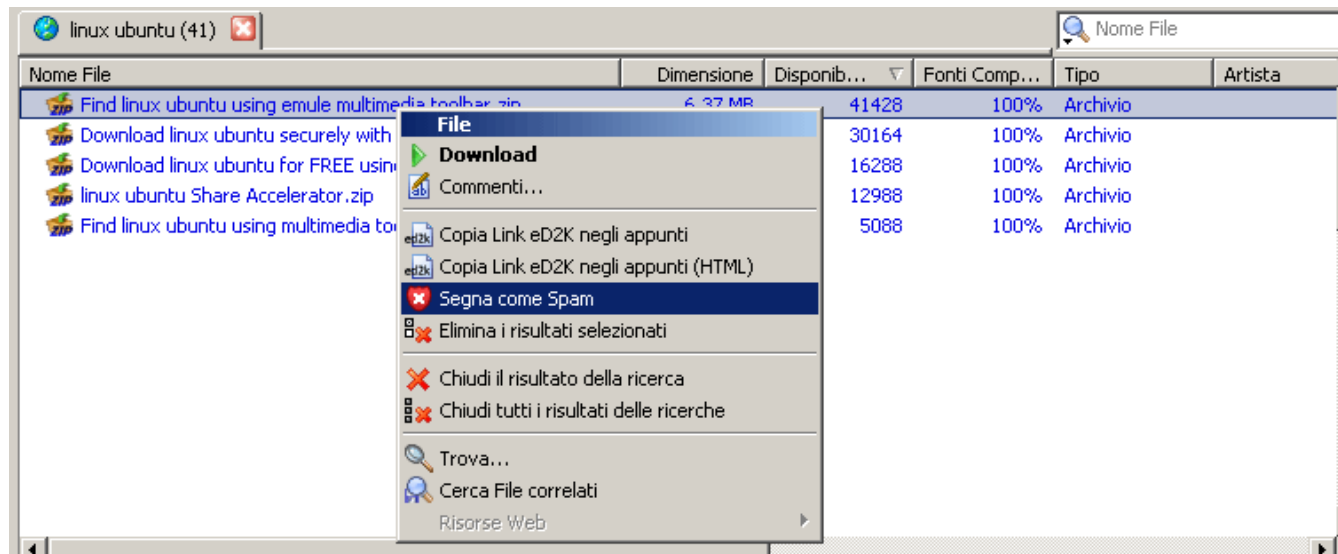 linux ubuntu (41)
Nome File
Nome File Dimensione Disponib... Fonti Comp... Tipo Artista
Find linux ubuntu using emule multimedia toolbar.zip 6.37 MB 41428 100% Archivio
Download linux ubuntu securely with 30164 100% Archivio
Download linux ubuntu for FREE using 16288 100% Archivio
linux ubuntu Share Accelerator.zip 12988 100% Archivio
Find linux ubuntu using multimedia 5088 100% Archivio
File
Download
Commenti...
Copia Link eD2K negli appunti
Copia Link eD2K negli appunti (HTML)
Segna come Spam
Elimina i risultati selezionati
Chiudi il risultato della ricerca
Chiudi tutti i risultati delle ricerche
Trova...
Cerca File correlati
Risorse Web